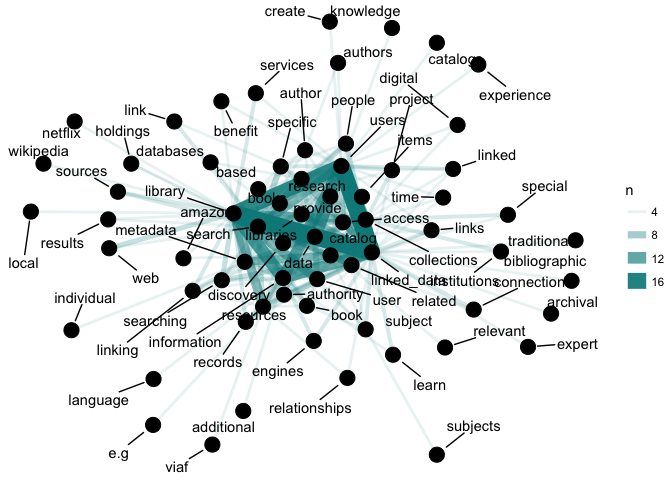 create
knowledge
authors
catalogs
services
digital
experience
author
people
project
link
specific
users
benefit
netflix
holdings
items
wikipedia
databases
linked
sources
based
research
library
books
time
special
amazon
provide
access
results
metadata
search
libraries
catalog
links
traditional
local
collections
bibliographic
web
data
linked_data
institutions
connections
individual
discovery
authority
user
related
archival
searching
resources
book
subject
linking
information
relevant
expert
records
engines
learn
language
relationships
additional
subjects
e.g
viaf
n
4
8
12
16